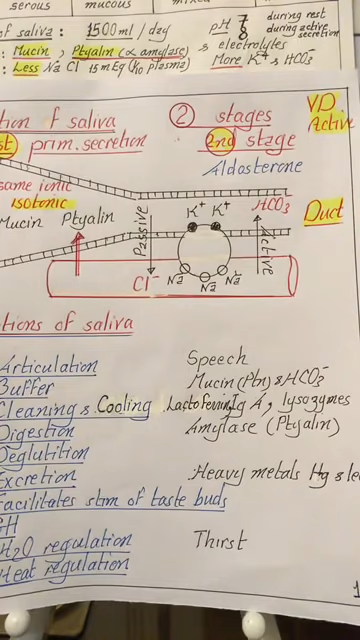 serous mucous mixed
of saliva : 1500 ml / day pH 7 during rest
8 during active secretion
: Mucin, Ptyalin (α amylase) & electrolytes
: Less Na Cl 15 mEq (1/10 plasma) More K+ & HCO3-
tion of saliva ② stages VD Active
st prim. secretion 2nd stage
Aldosterone
same ionic
Isotonic
Mucin Ptyalin Passive K+ K+ HCO3 Duct
Active
Cl- Na Na Na
tions of saliva
Articulation Speech
Buffer Mucin (Ptn) & HCO3-
Cleaning & Cooling Lactoferrin, Ig A, lysozymes
Digestion Amylase (Ptyalin)
Deglutition
Excretion Heavy metals Hg & le
Facilitates stim of taste buds
GH
H2O regulation Thirst
Heat regulation
1